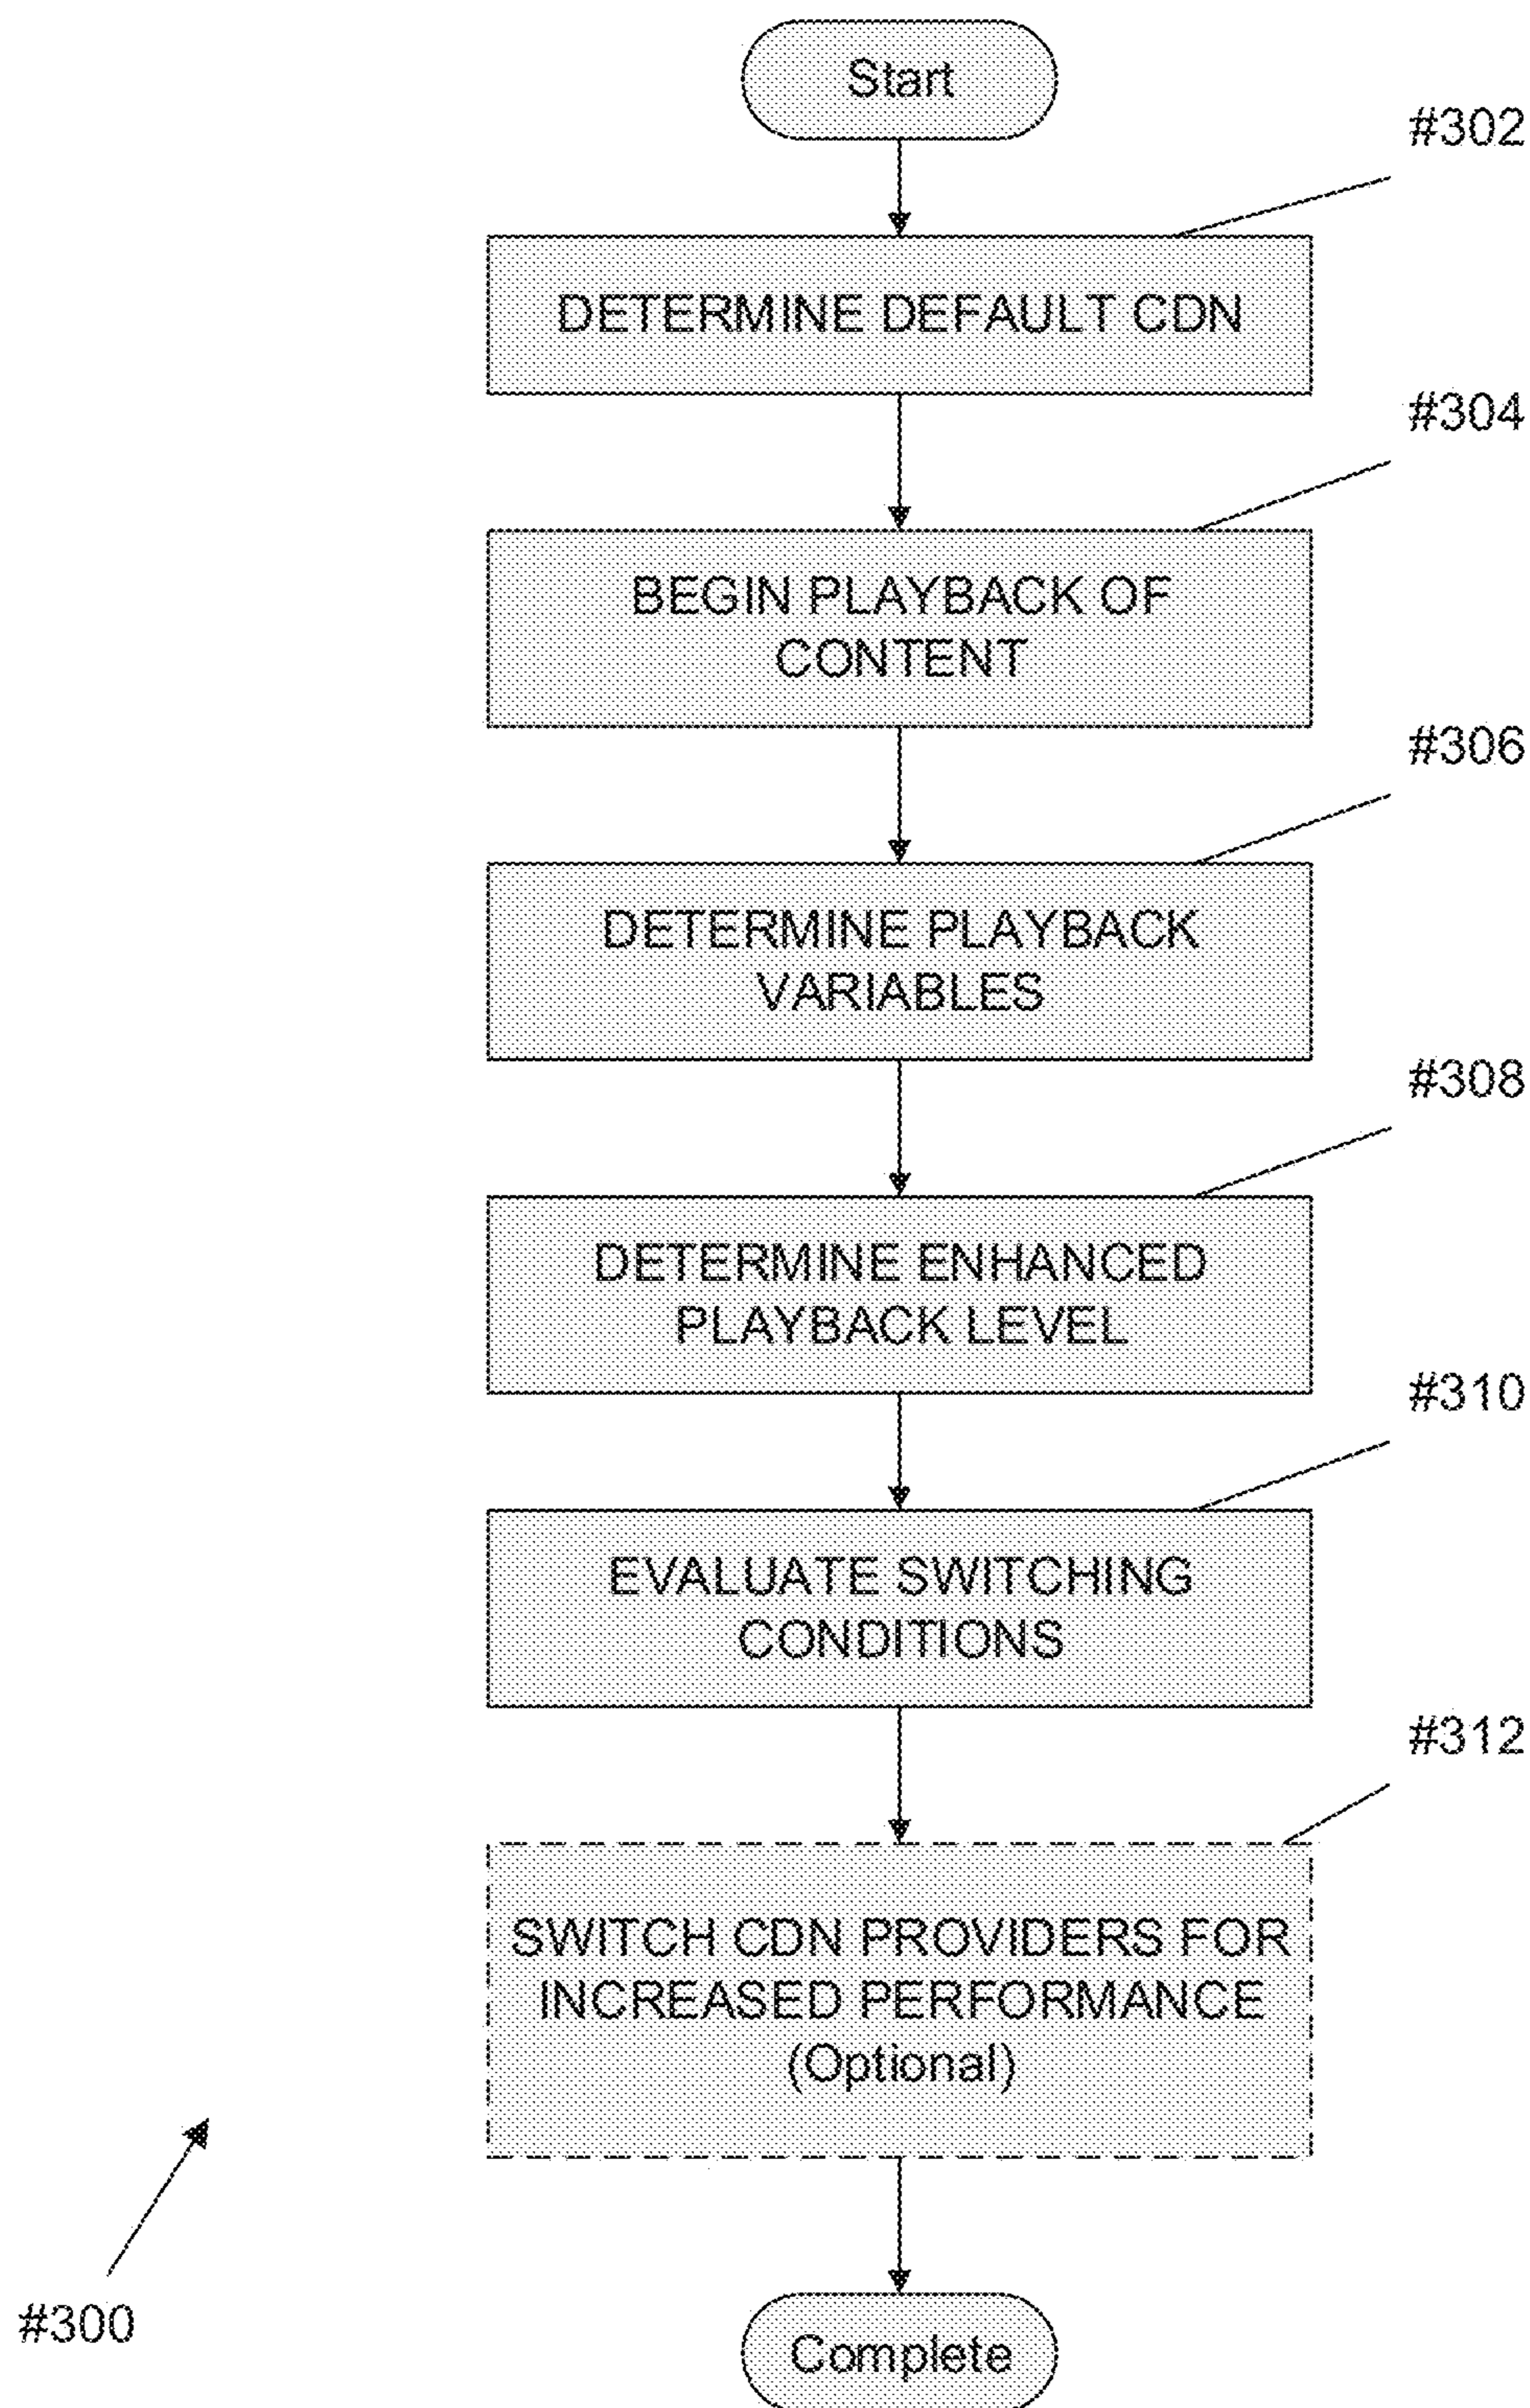 Start
#302
DETERMINE DEFAULT CDN
#304
BEGIN PLAYBACK OF
CONTENT
#306
DETERMINE PLAYBACK
VARIABLES
#308
DETERMINE ENHANCED
PLAYBACK LEVEL
#310
EVALUATE SWITCHING
CONDITIONS
#312
SWITCH CDN PROVIDERS FOR
INCREASED PERFORMANCE
(Optional)
#300
Complete